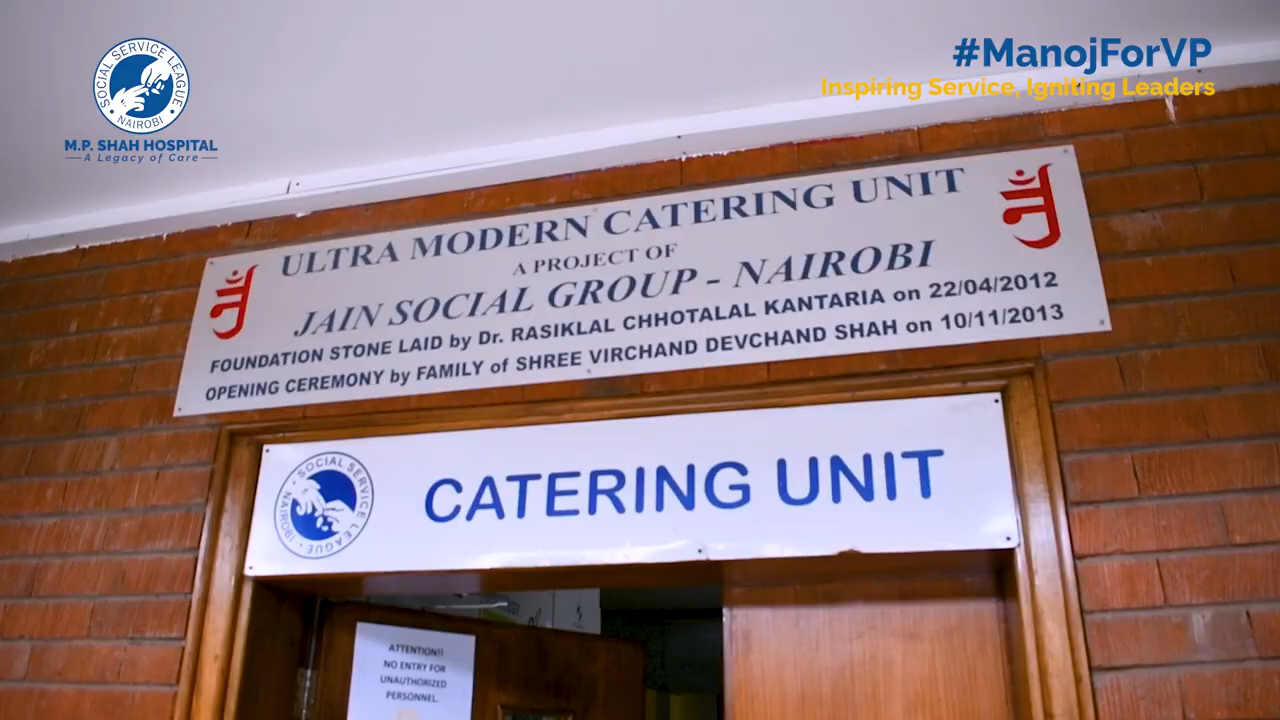 SOCIAL SERVICE LEAGUE
NAIROBI
M.P. SHAH HOSPITAL
A Legacy of Care
#ManojForVP
Inspiring Service, Igniting Leaders
ULTRA MODERN CATERING UNIT
A PROJECT OF
JAIN SOCIAL GROUP - NAIROBI
FOUNDATION STONE LAID by Dr. RASIKLAL CHHOTALAL KANTARIA on 22/04/2012
OPENING CEREMONY by FAMILY of SHREE VIRCHAND DEVCHAND SHAH on 10/11/2013
SOCIAL SERVICE LEAGUE
NAIROBI
CATERING UNIT
ATTENTION!!
NO ENTRY FOR
UNAUTHORIZED
PERSONNEL.